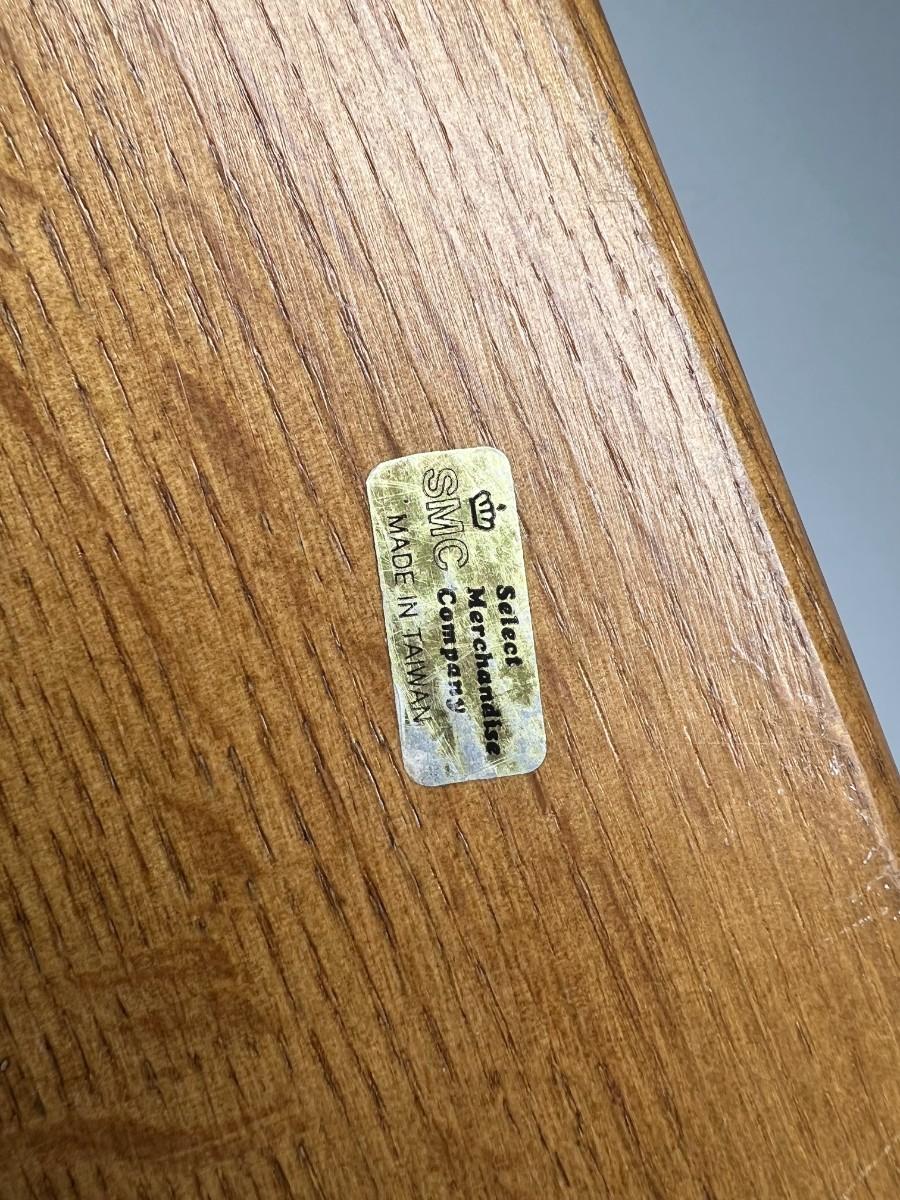 SMC
Select
Merchandise
Company
MADE IN TAIWAN